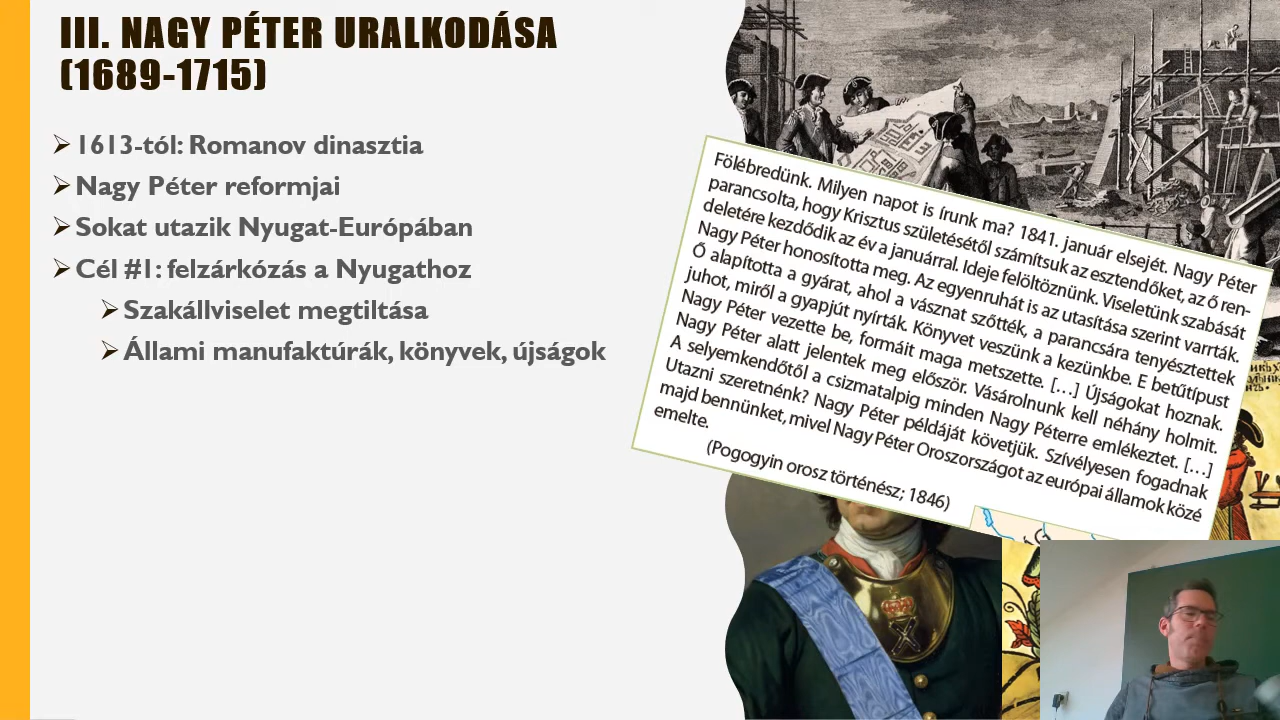 III. NAGY PÉTER URALKODÁSA
(1689-1715)
1613-tól: Romanov dinasztia
Nagy Péter reformjai
Sokat utazik Nyugat-Európában
Cél #1: felzárkózás a Nyugathoz
Szakállviselet megtiltása
Állami manufaktúrák, könyvek, újságok
Fölébredünk. Milyen napot is írunk ma? 1841. január elsejét. Nagy Péter
parancsolta, hogy Krisztus születésétől számítsuk az esztendőket, az ő ren-
deletére kezdődik az év a januárral. Ideje felöltöznünk. Viseletünk szabását
Nagy Péter honosította meg. Az egyenruhát is az utasítása szerint varrták.
Ő alapította a gyárat, ahol a vásznat szőtték, a parancsára tenyésztettek
juhot, miről a gyapjút nyírták. Könyvet veszünk a kezünkbe. E betűtípust
Nagy Péter vezette be, formáit maga metszette. […] Újságokat hoznak.
Nagy Péter alatt jelentek meg először. Vásárolnunk kell néhány holmit.
A selyemkendőtől a csizmatalpig minden Nagy Péterre emlékeztet. […]
Utazni szeretnénk? Nagy Péter példáját követjük. Szívélyesen fogadnak
majd bennünket, mivel Nagy Péter Oroszországot az európai államok közé
emelte.
(Pogogyin orosz történész; 1846)